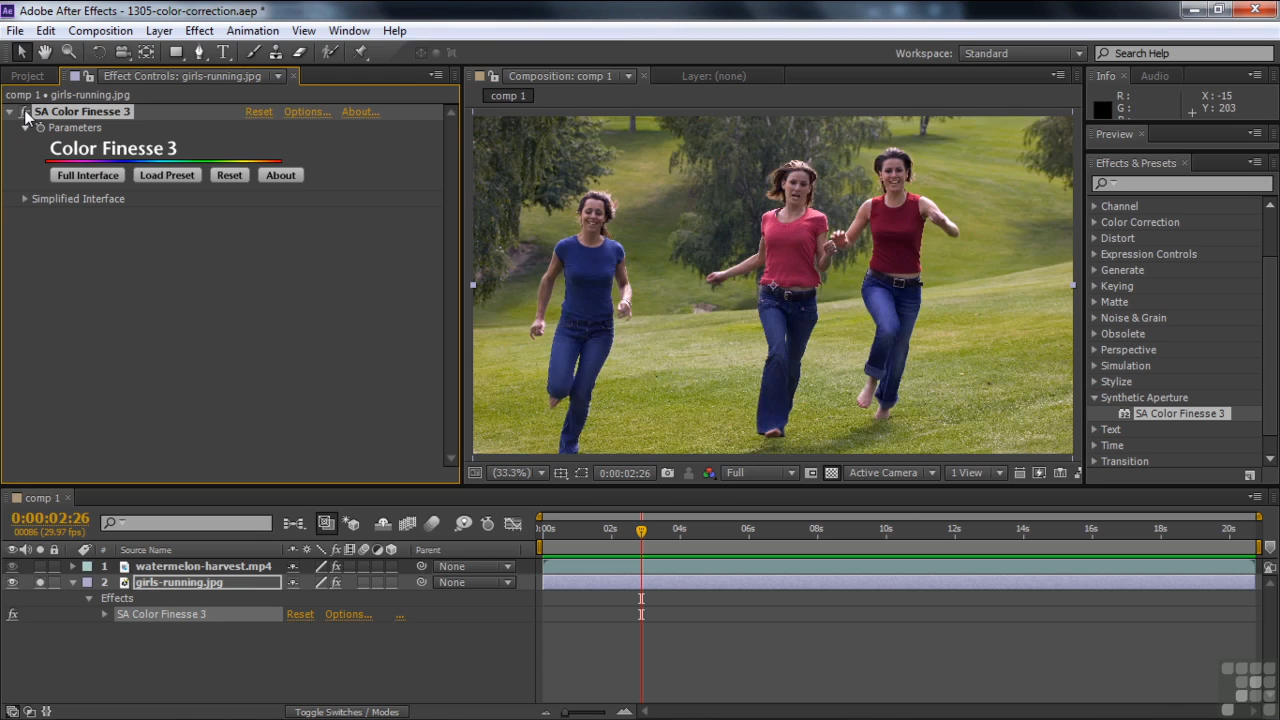 Ae Adobe After Effects - 1305-color-correction.aep *
File Edit Composition Layer Effect Animation View Window Help
Workspace: Standard Search Help
Project Effect Controls: girls-running.jpg Composition: comp 1 Layer: (none) Info Audio
comp 1 • girls-running.jpg
comp 1
R : X : -15
G : Y : 203
B :
fx SA Color Finesse 3 Reset Options... About...
Parameters
Color Finesse 3
Full Interface Load Preset Reset About
Simplified Interface
Preview
Effects & Presets
Channel
Color Correction
Distort
Expression Controls
Generate
Keying
Matte
Noise & Grain
Obsolete
Perspective
Simulation
Stylize
Synthetic Aperture
SA Color Finesse 3
Text
Time
Transition
(33.3%) 0:00:02:26 Full Active Camera 1 View
comp 1
0:00:02:26
00086 (29.97 fps)
0:00s 02s 04s 06s 08s 10s 12s 14s 16s 18s 20s
# Source Name fx Parent
1 watermelon-harvest.mp4 fx None
2 girls-running.jpg fx None
Effects
fx SA Color Finesse 3 Reset Options... ...
Toggle Switches / Modes